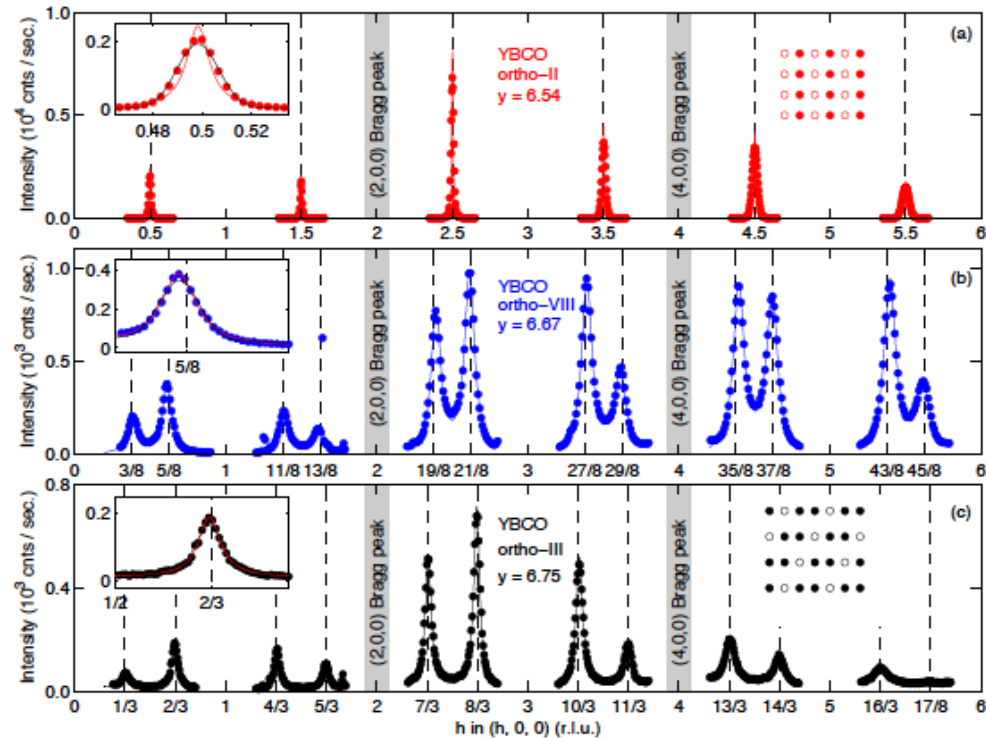 (a)
1.0
0.5
0.0
Intensity (10⁴ cnts / sec.)
0.2
0
0.48 0.5 0.52
YBCO
ortho−II
y = 6.54
(2,0,0) Bragg peak
(4,0,0) Bragg peak
0 0.5 1 1.5 2 2.5 3 3.5 4 4.5 5 5.5 6
(b)
1.0
0.5
0
Intensity (10³ cnts / sec.)
0.4
0.2
0
5/8
YBCO
ortho−VIII
y = 6.67
(2,0,0) Bragg peak
(4,0,0) Bragg peak
0 3/8 5/8 1 11/8 13/8 2 19/8 21/8 3 27/8 29/8 4 35/8 37/8 5 43/8 45/8 6
(c)
0.8
0.4
0.0
Intensity (10³ cnts / sec.)
0.2
0
1/2 2/3
YBCO
ortho−III
y = 6.75
(2,0,0) Bragg peak
(4,0,0) Bragg peak
0 1/3 2/3 1 4/3 5/3 2 7/3 8/3 3 10/3 11/3 4 13/3 14/3 5 16/3 17/8 6
h in (h, 0, 0) (r.l.u.)